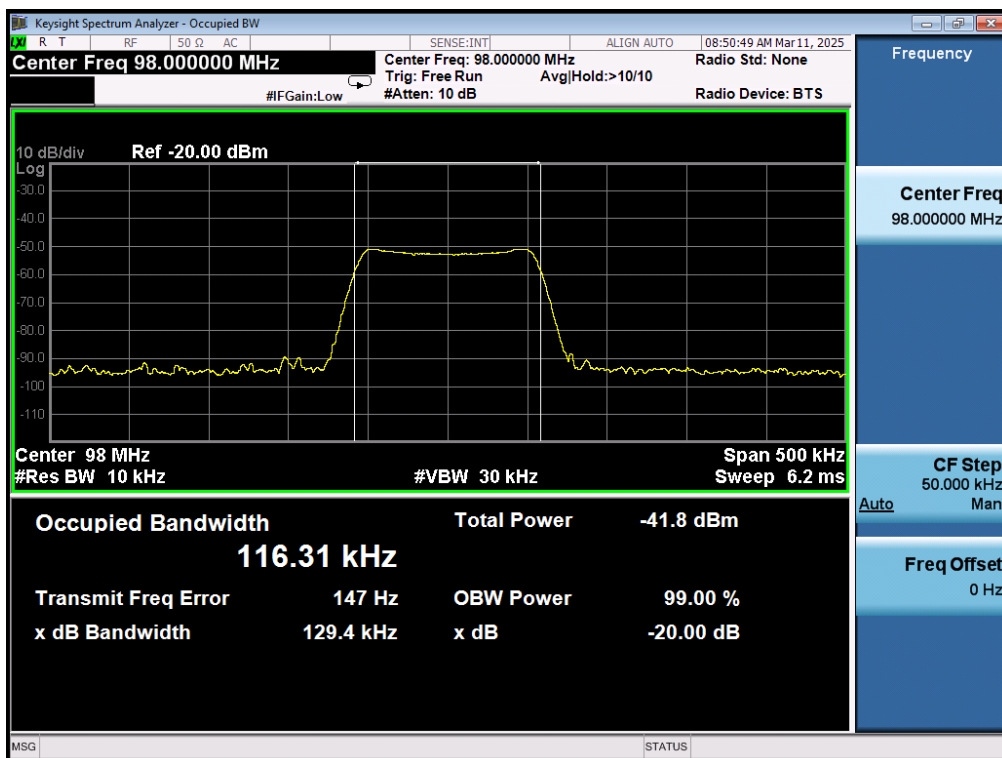 Keysight Spectrum Analyzer - Occupied BW
LXI R T RF 50 Ω AC SENSE:INT ALIGN AUTO 08:50:49 AM Mar 11, 2025
Center Freq 98.000000 MHz
Center Freq: 98.000000 MHz Radio Std: None
Trig: Free Run Avg|Hold:>10/10
#IFGain:Low #Atten: 10 dB Radio Device: BTS
10 dB/div Ref -20.00 dBm
Log
-30.0
-40.0
-50.0
-60.0
-70.0
-80.0
-90.0
-100
-110
Center 98 MHz Span 500 kHz
#Res BW 10 kHz #VBW 30 kHz Sweep 6.2 ms
Occupied Bandwidth Total Power -41.8 dBm
116.31 kHz
Transmit Freq Error 147 Hz OBW Power 99.00 %
x dB Bandwidth 129.4 kHz x dB -20.00 dB
Frequency
Center Freq
98.000000 MHz
CF Step
50.000 kHz
Auto Man
Freq Offset
0 Hz
MSG STATUS